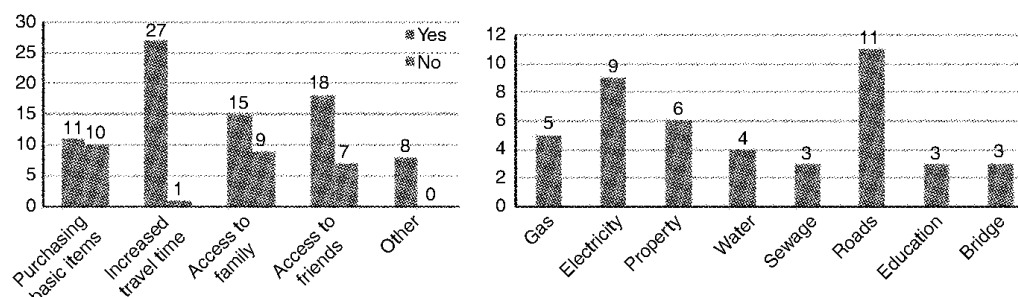 30
25
20
15
10
5
0
27
Yes
No
18
15
11
10
9
7
8
1
0
Purchasing
basic items
Increased
travel time
Access to
family
Access to
friends
Other
12
10
8
6
4
2
0
5
9
6
4
3
11
3
3
Gas
Electricity
Property
Water
Sewage
Roads
Education
Bridge